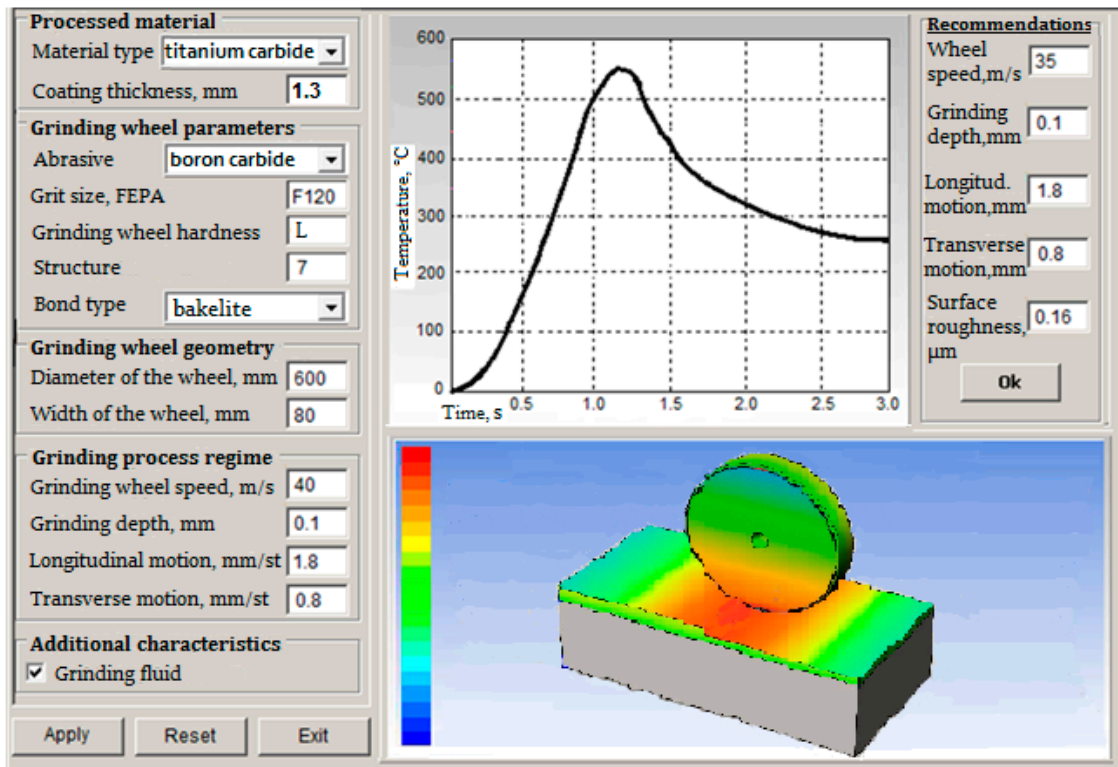 Processed material
Material type titanium carbide
Coating thickness, mm 1.3
Grinding wheel parameters
Abrasive boron carbide
Grit size, FEPA F120
Grinding wheel hardness L
Structure 7
Bond type bakelite
Grinding wheel geometry
Diameter of the wheel, mm 600
Width of the wheel, mm 80
Grinding process regime
Grinding wheel speed, m/s 40
Grinding depth, mm 0.1
Longitudinal motion, mm/st 1.8
Transverse motion, mm/st 0.8
Additional characteristics
Grinding fluid
Apply Reset Exit
600
500
400
300
200
100
0
Temperature, °C
Time, s 0.5 1.0 1.5 2.0 2.5 3.0
Recommendations
Wheel
speed,m/s 35
Grinding
depth,mm 0.1
Longitud.
motion,mm 1.8
Transverse
motion,mm 0.8
Surface
roughness, 0.16
μm
Ok